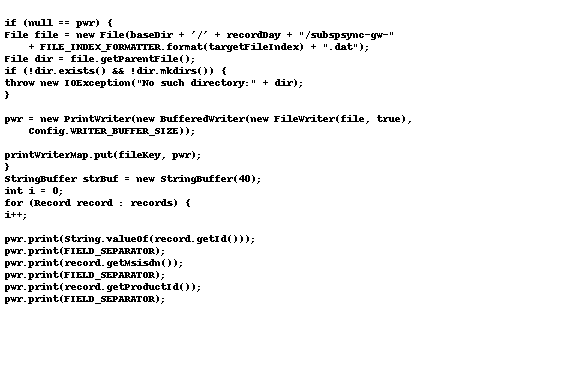 if (null == pwr) {
File file = new File(baseDir + '/' + recordDay + "/subspsync-gw-"
+ FILE_INDEX_FORMATTER.format(targetFileIndex) + ".dat");
File dir = file.getParentFile();
if (!dir.exists() && !dir.mkdirs()) {
throw new IOException("No such directory:" + dir);
}
pwr = new PrintWriter(new BufferedWriter(new FileWriter(file, true),
Config.WRITER_BUFFER_SIZE));
printWriterMap.put(fileKey, pwr);
}
StringBuffer strBuf = new StringBuffer(40);
int i = 0;
for (Record record : records) {
i++;
pwr.print(String.valueOf(record.getId()));
pwr.print(FIELD_SEPARATOR);
pwr.print(record.getMsisdn());
pwr.print(FIELD_SEPARATOR);
pwr.print(record.getProductId());
pwr.print(FIELD_SEPARATOR);